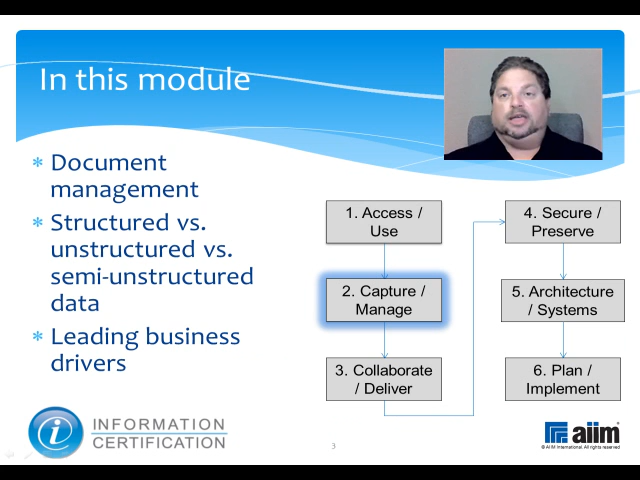 In this module
* Document
management
* Structured vs.
unstructured vs.
semi-unstructured
data
* Leading business
drivers
1. Access /
Use
2. Capture /
Manage
3. Collaborate
/ Deliver
4. Secure /
Preserve
5. Architecture
/ Systems
6. Plan /
Implement
i
INFORMATION
CERTIFICATION
3
aiim
© AIIM International. All rights reserved